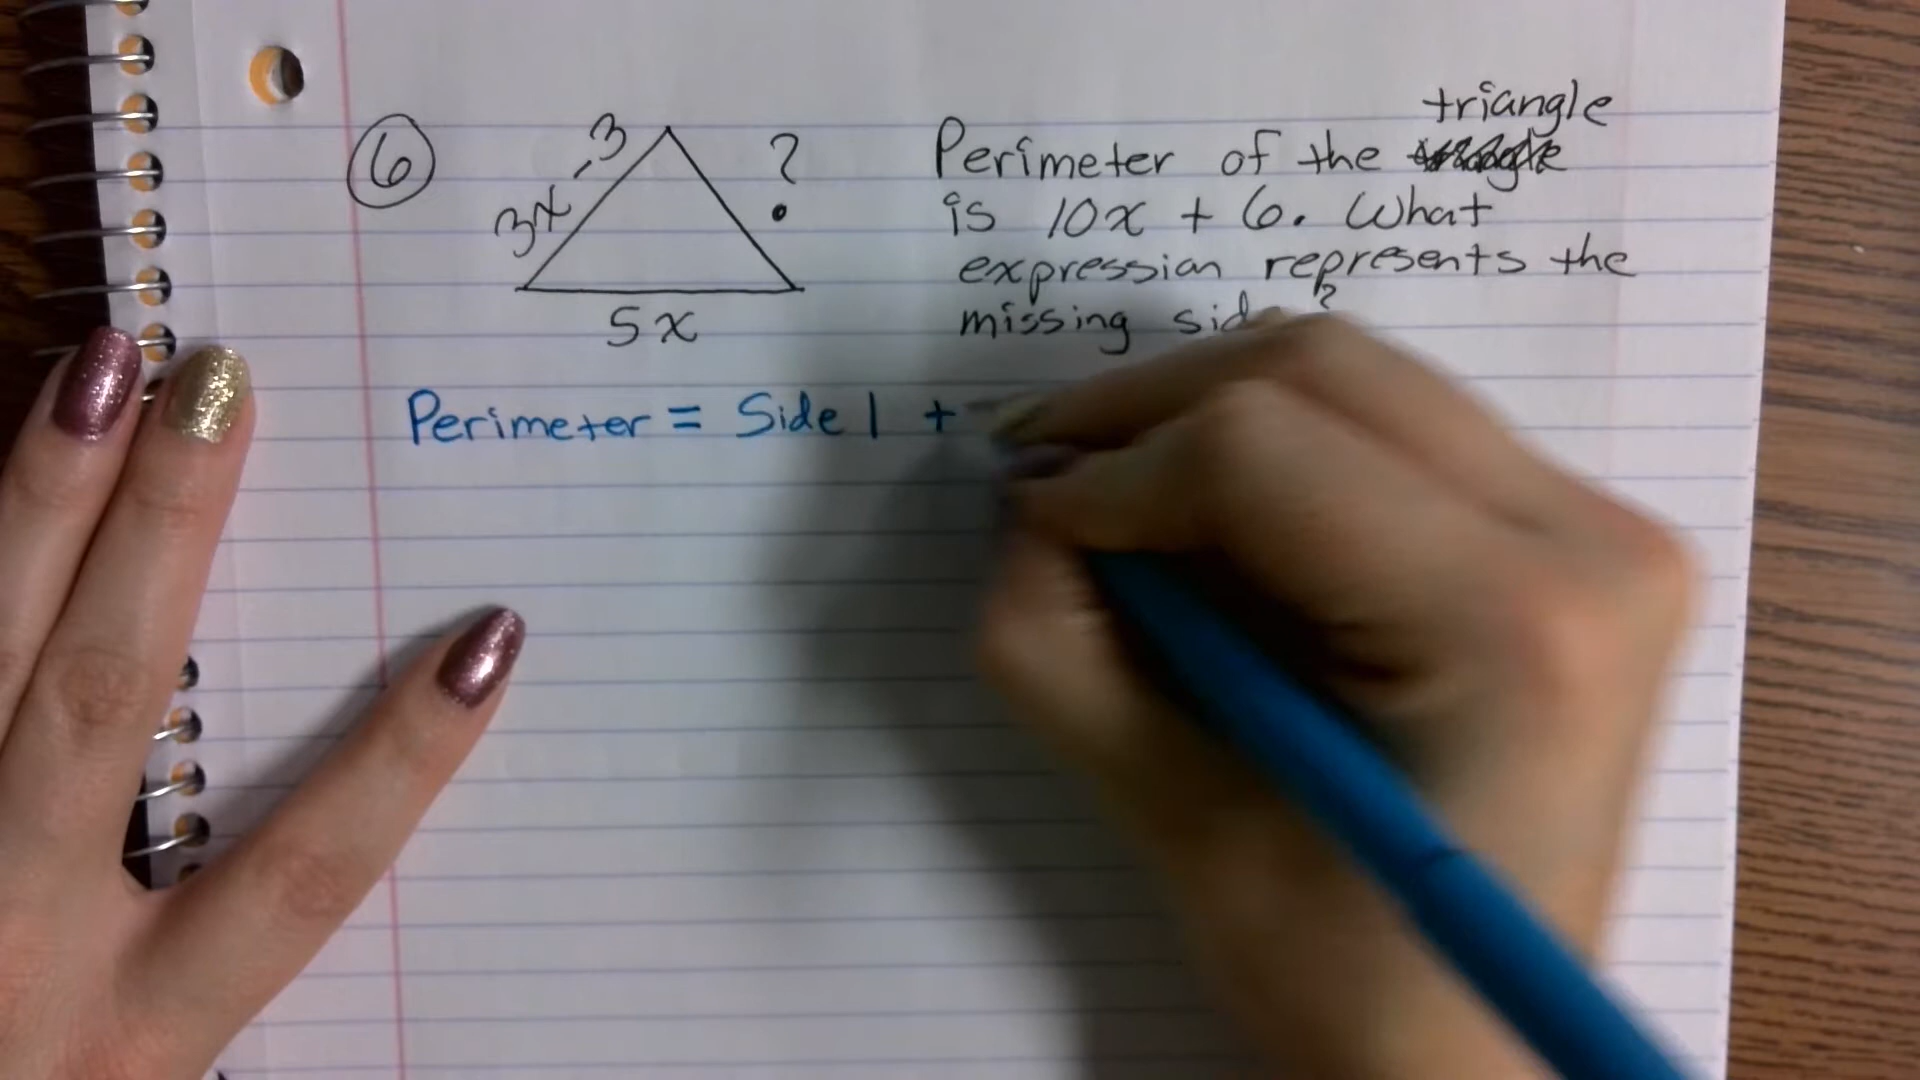 6
3x - 3
?
5x
triangle
Perimeter of the
is 10x + 6. What
expression represents the
missing ?
Perimeter = Side 1 +